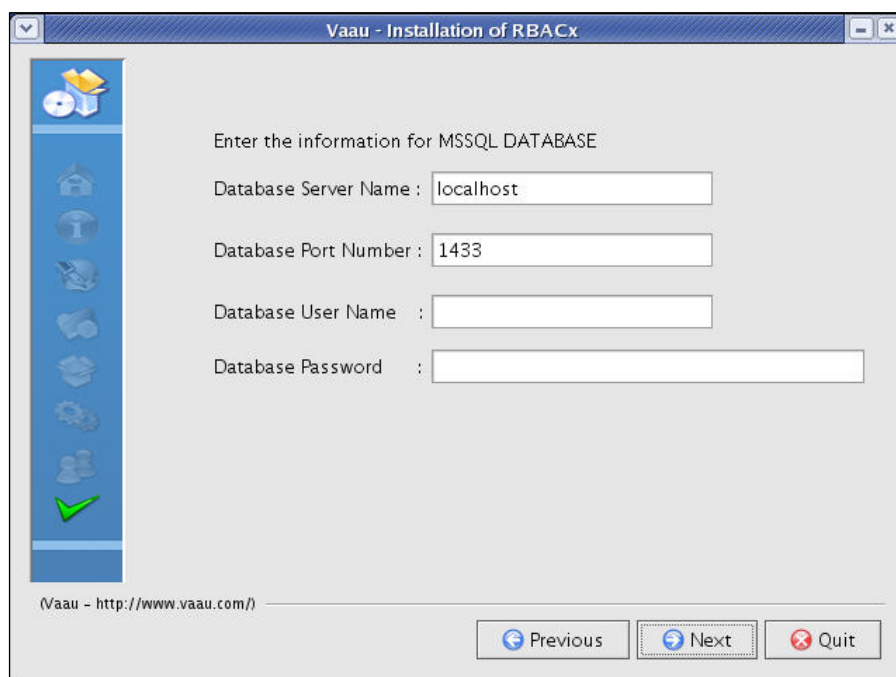 Vaau - Installation of RBACx
Enter the information for MSSQL DATABASE
Database Server Name : localhost
Database Port Number : 1433
Database User Name :
Database Password :
(Vaau - http://www.vaau.com/)
Previous Next Quit